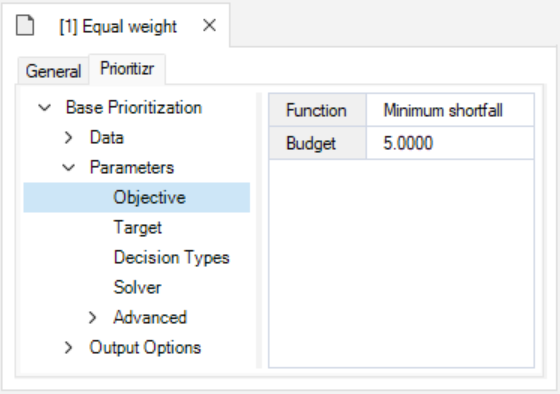 [1] Equal weight
General Prioritizr
Base Prioritization
Data
Parameters
Objective
Target
Decision Types
Solver
Advanced
Output Options
Function Minimum shortfall
Budget 5.0000